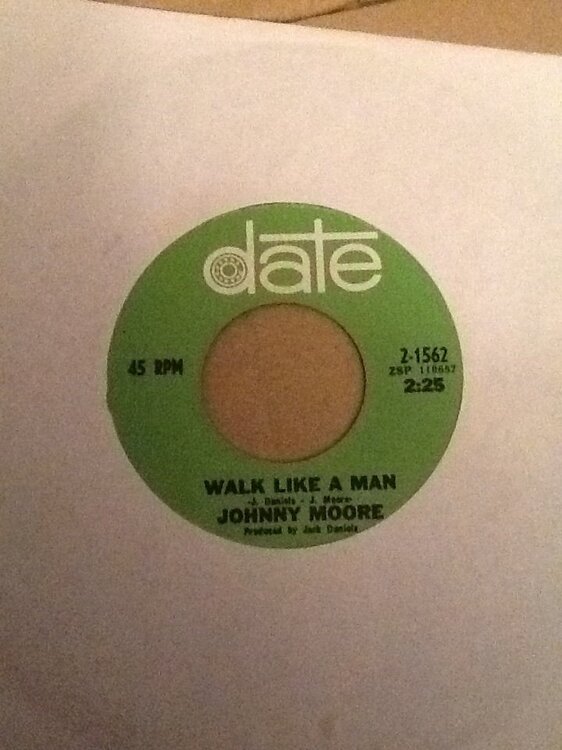 date
45 RPM
2-1562
ZSP 118657
2:25
WALK LIKE A MAN
-J. Daniels - J. Moore-
JOHNNY MOORE
Produced by Jack Daniels